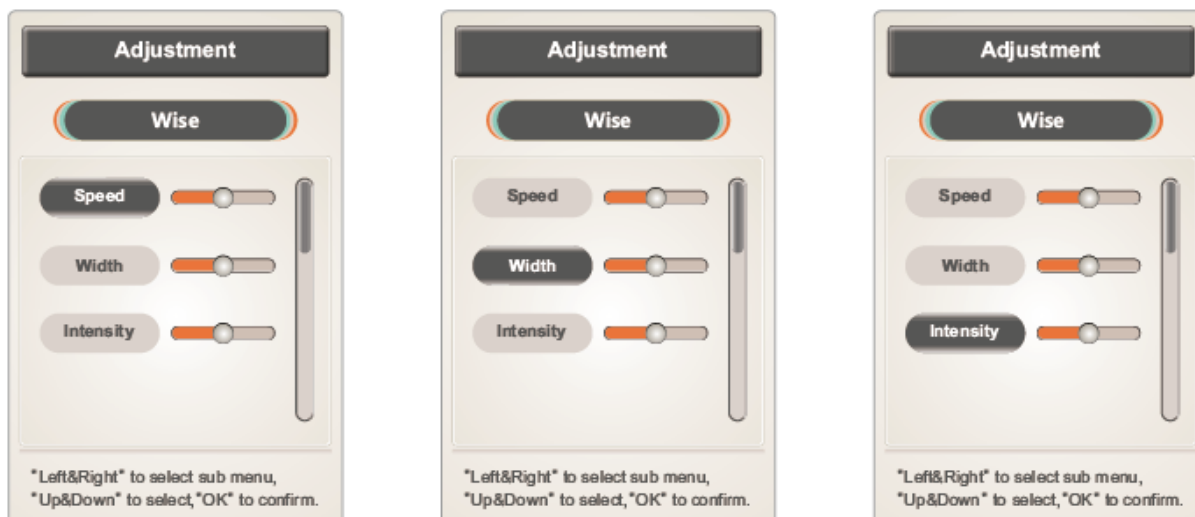 Adjustment
Wise
Speed
Width
Intensity
"Left&Right" to select sub menu,
"Up&Down" to select,"OK" to confirm.
Adjustment
Wise
Speed
Width
Intensity
"Left&Right" to select sub menu,
"Up&Down" to select,"OK" to confirm.
Adjustment
Wise
Speed
Width
Intensity
"Left&Right" to select sub menu,
"Up&Down" to select,"OK" to confirm.